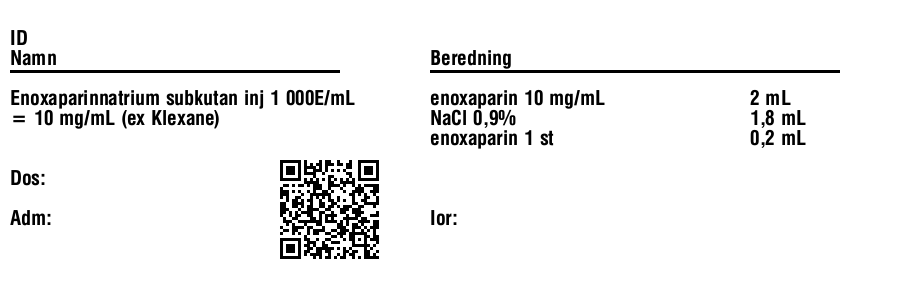 ID
Namn
Beredning
Enoxaparinnatrium subkutan inj 1 000E/mL
= 10 mg/mL (ex Klexane)
enoxaparin 10 mg/mL 2 mL
NaCl 0,9% 1,8 mL
enoxaparin 1 st 0,2 mL
Dos:
Adm:
Ior: